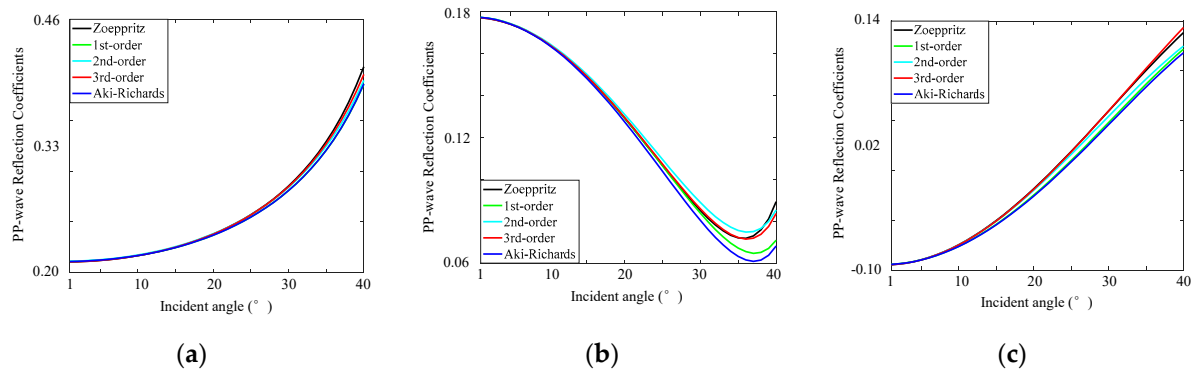 0.46
Zoeppritz
1st-order
2nd-order
3rd-order
Aki-Richards
0.33
0.20
PP-wave Reflection Coefficients
1 10 20 30 40
Incident angle (° )
(a)
0.18
0.12
0.06
PP-wave Reflection Coefficients
Zoeppritz
1st-order
2nd-order
3rd-order
Aki-Richards
1 10 20 30 40
Incident angle (° )
(b)
0.14
Zoeppritz
1st-order
2nd-order
3rd-order
Aki-Richards
0.02
-0.10
PP-wave Reflection Coefficients
1 10 20 30 40
Incident angle (° )
(c)